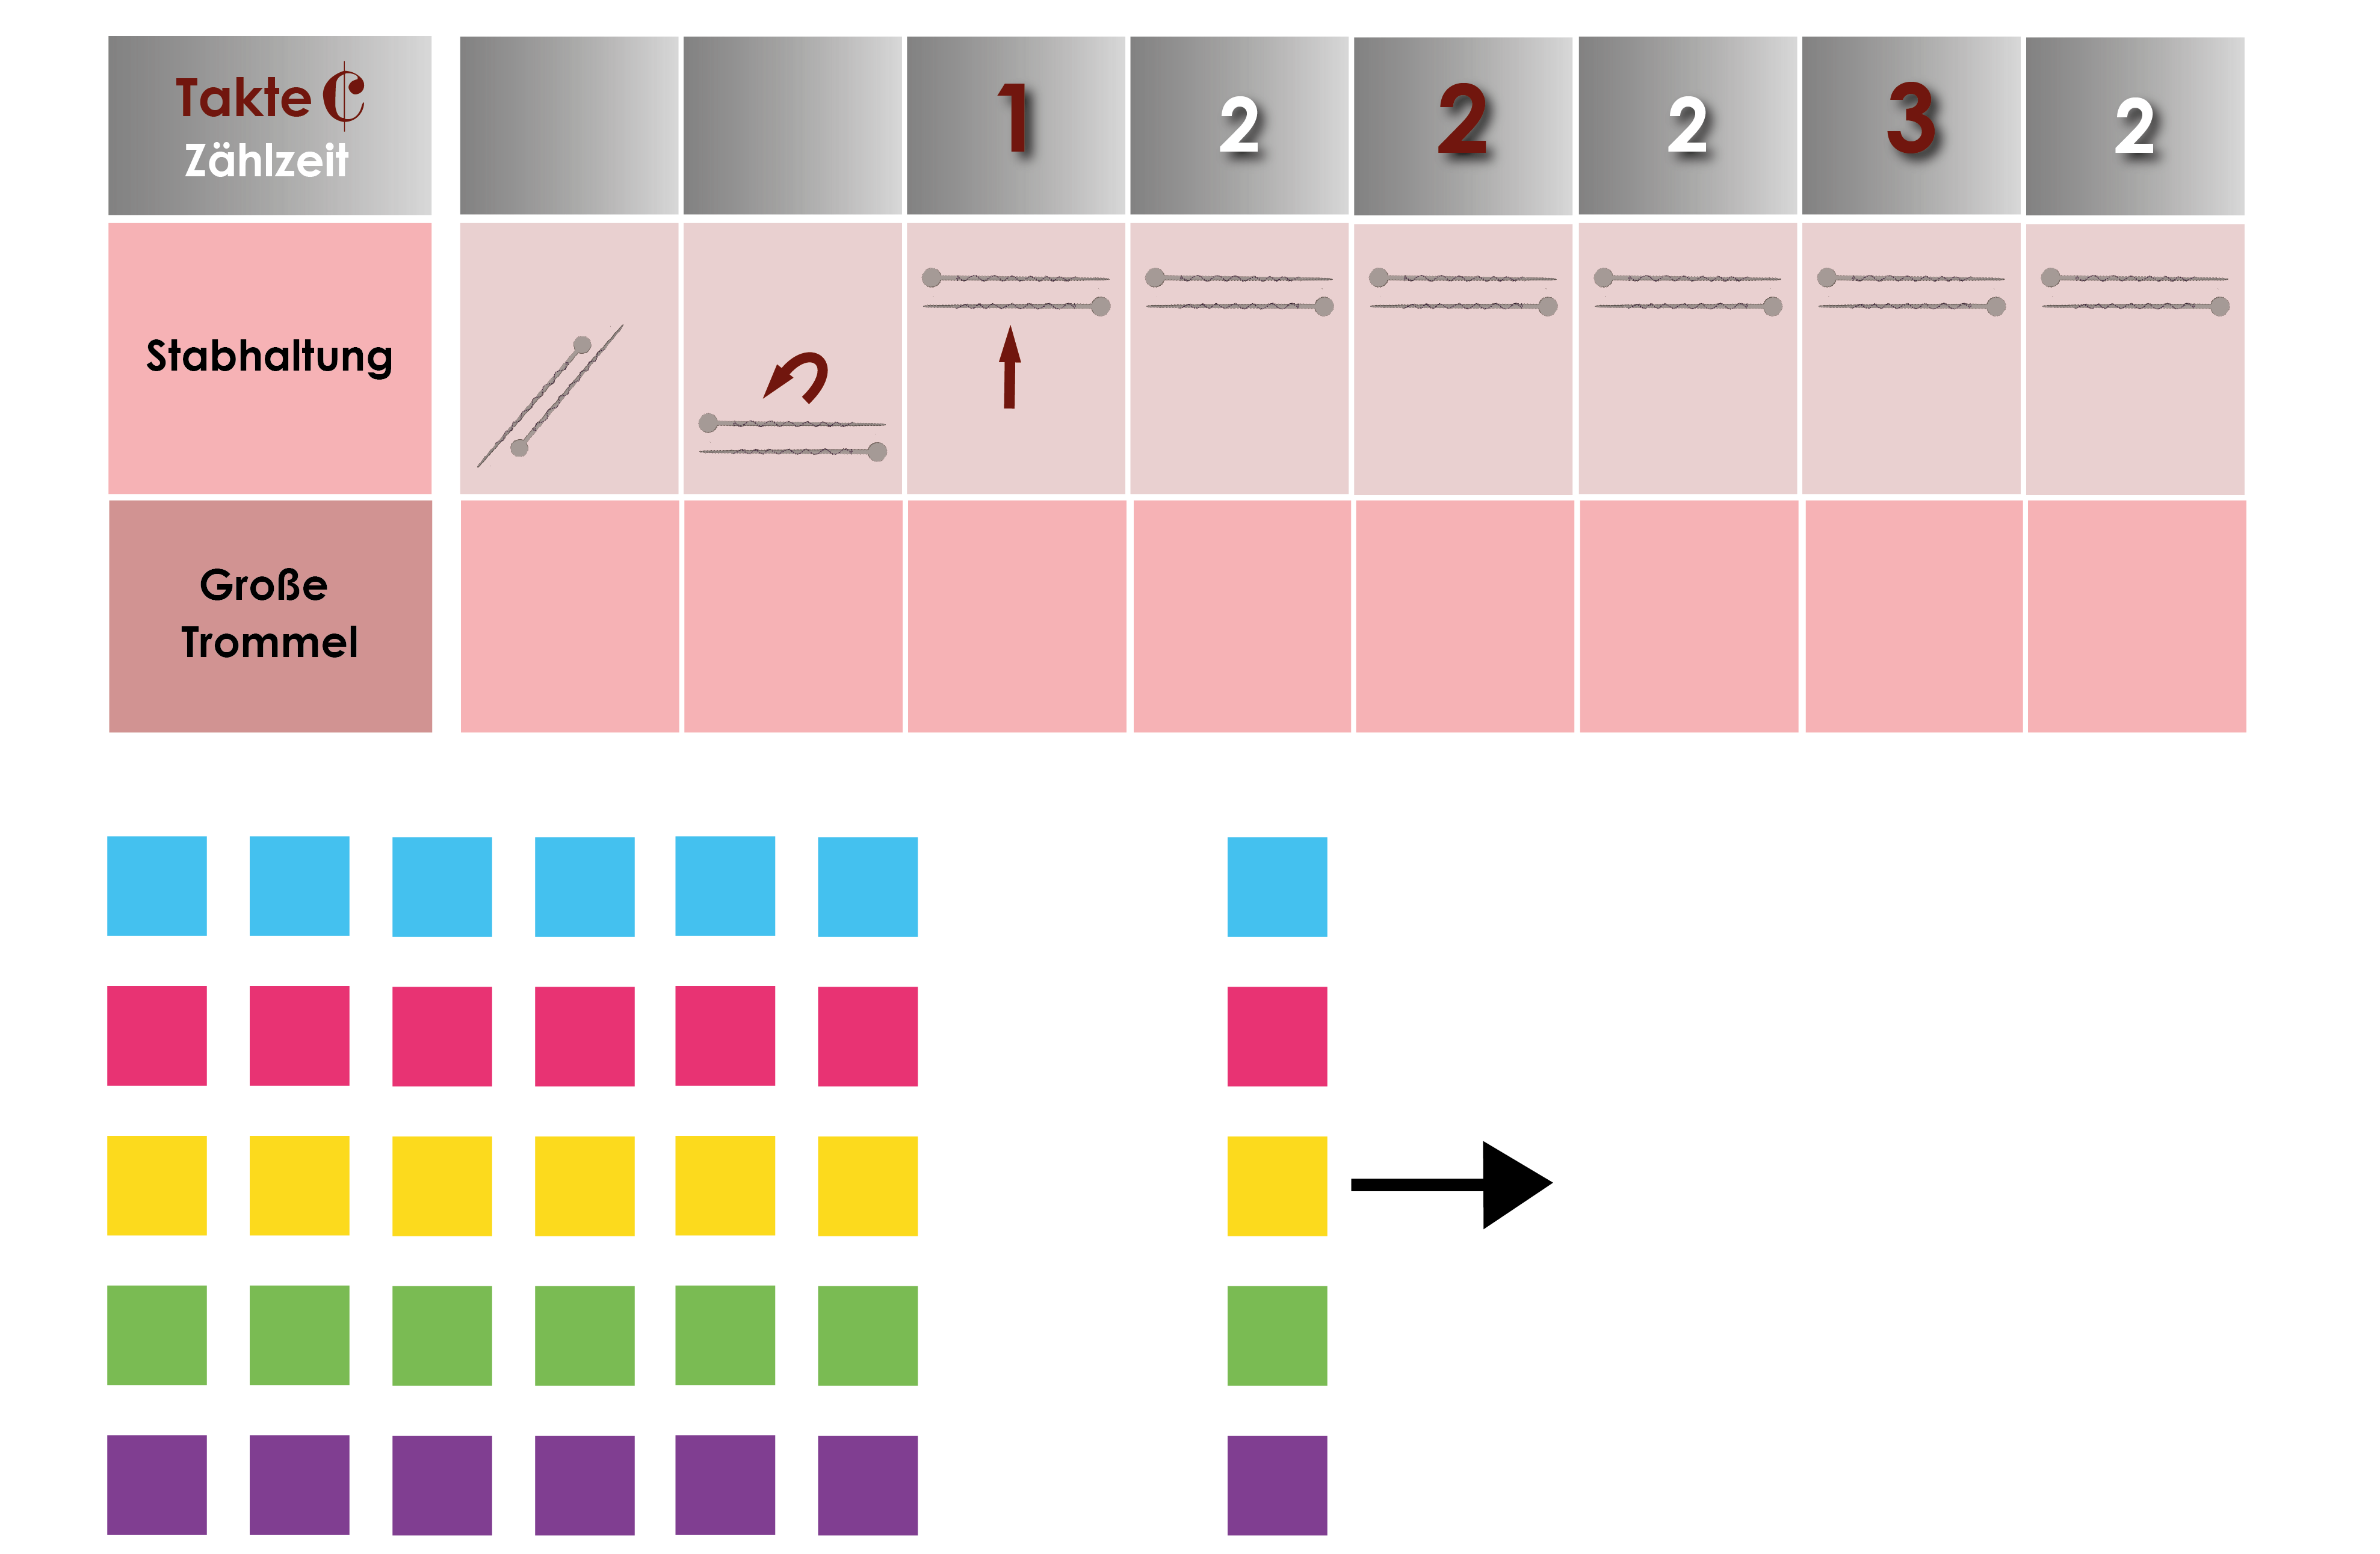 Takte 𝄵 1 2 2 2 3 2
Zählzeit
Stabhaltung
Große
Trommel